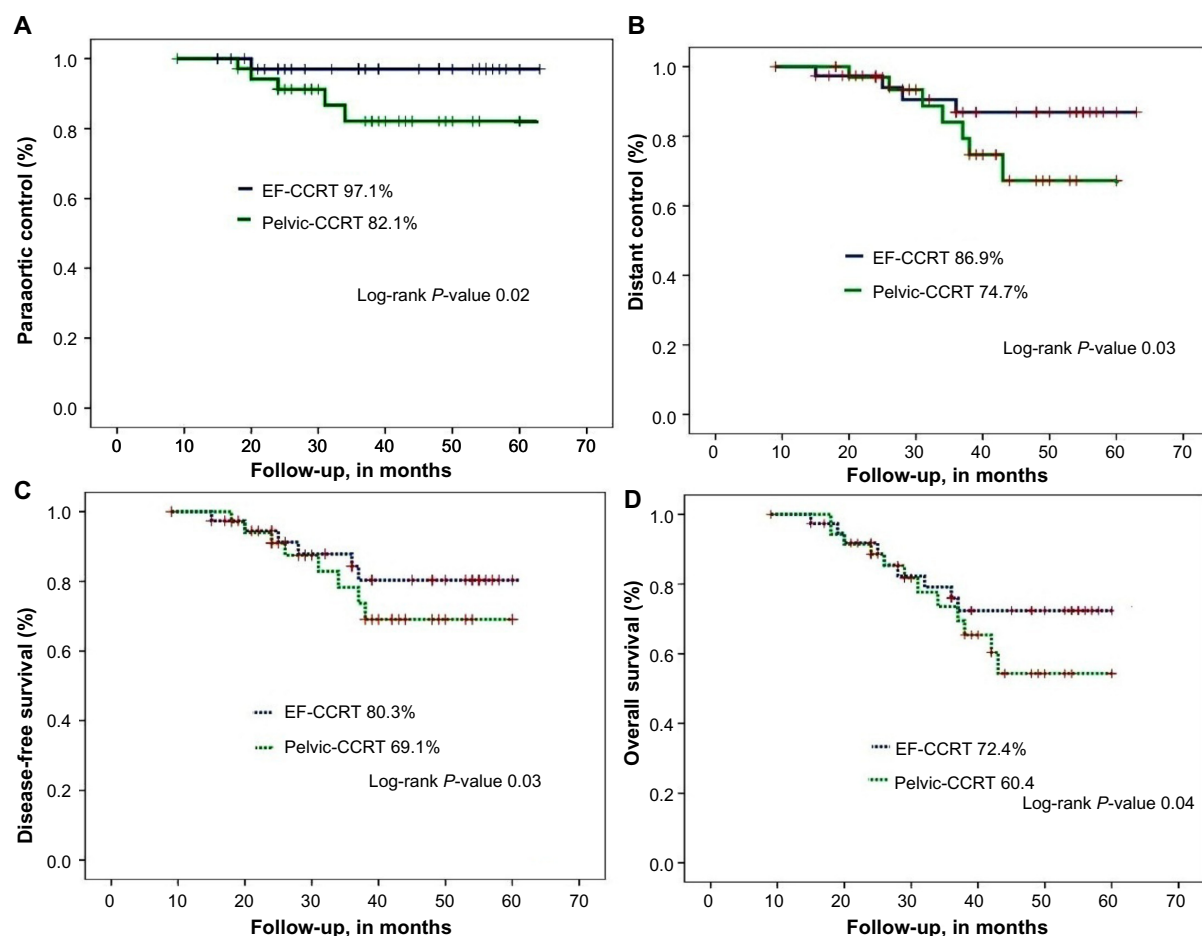 A
Paraaortic control (%)
1.0
0.8
0.6
0.4
0.2
0.0
EF-CCRT 97.1%
Pelvic-CCRT 82.1%
Log-rank P-value 0.02
0 10 20 30 40 50 60 70
Follow-up, in months
B
Distant control (%)
1.0
0.8
0.6
0.4
0.2
0.0
EF-CCRT 86.9%
Pelvic-CCRT 74.7%
Log-rank P-value 0.03
0 10 20 30 40 50 60 70
Follow-up, in months
C
Disease-free survival (%)
1.0
0.8
0.6
0.4
0.2
0.0
EF-CCRT 80.3%
Pelvic-CCRT 69.1%
Log-rank P-value 0.03
0 10 20 30 40 50 60 70
Follow-up, in months
D
Overall survival (%)
1.0
0.8
0.6
0.4
0.2
0.0
EF-CCRT 72.4%
Pelvic-CCRT 60.4
Log-rank P-value 0.04
0 10 20 30 40 50 60 70
Follow-up, in months